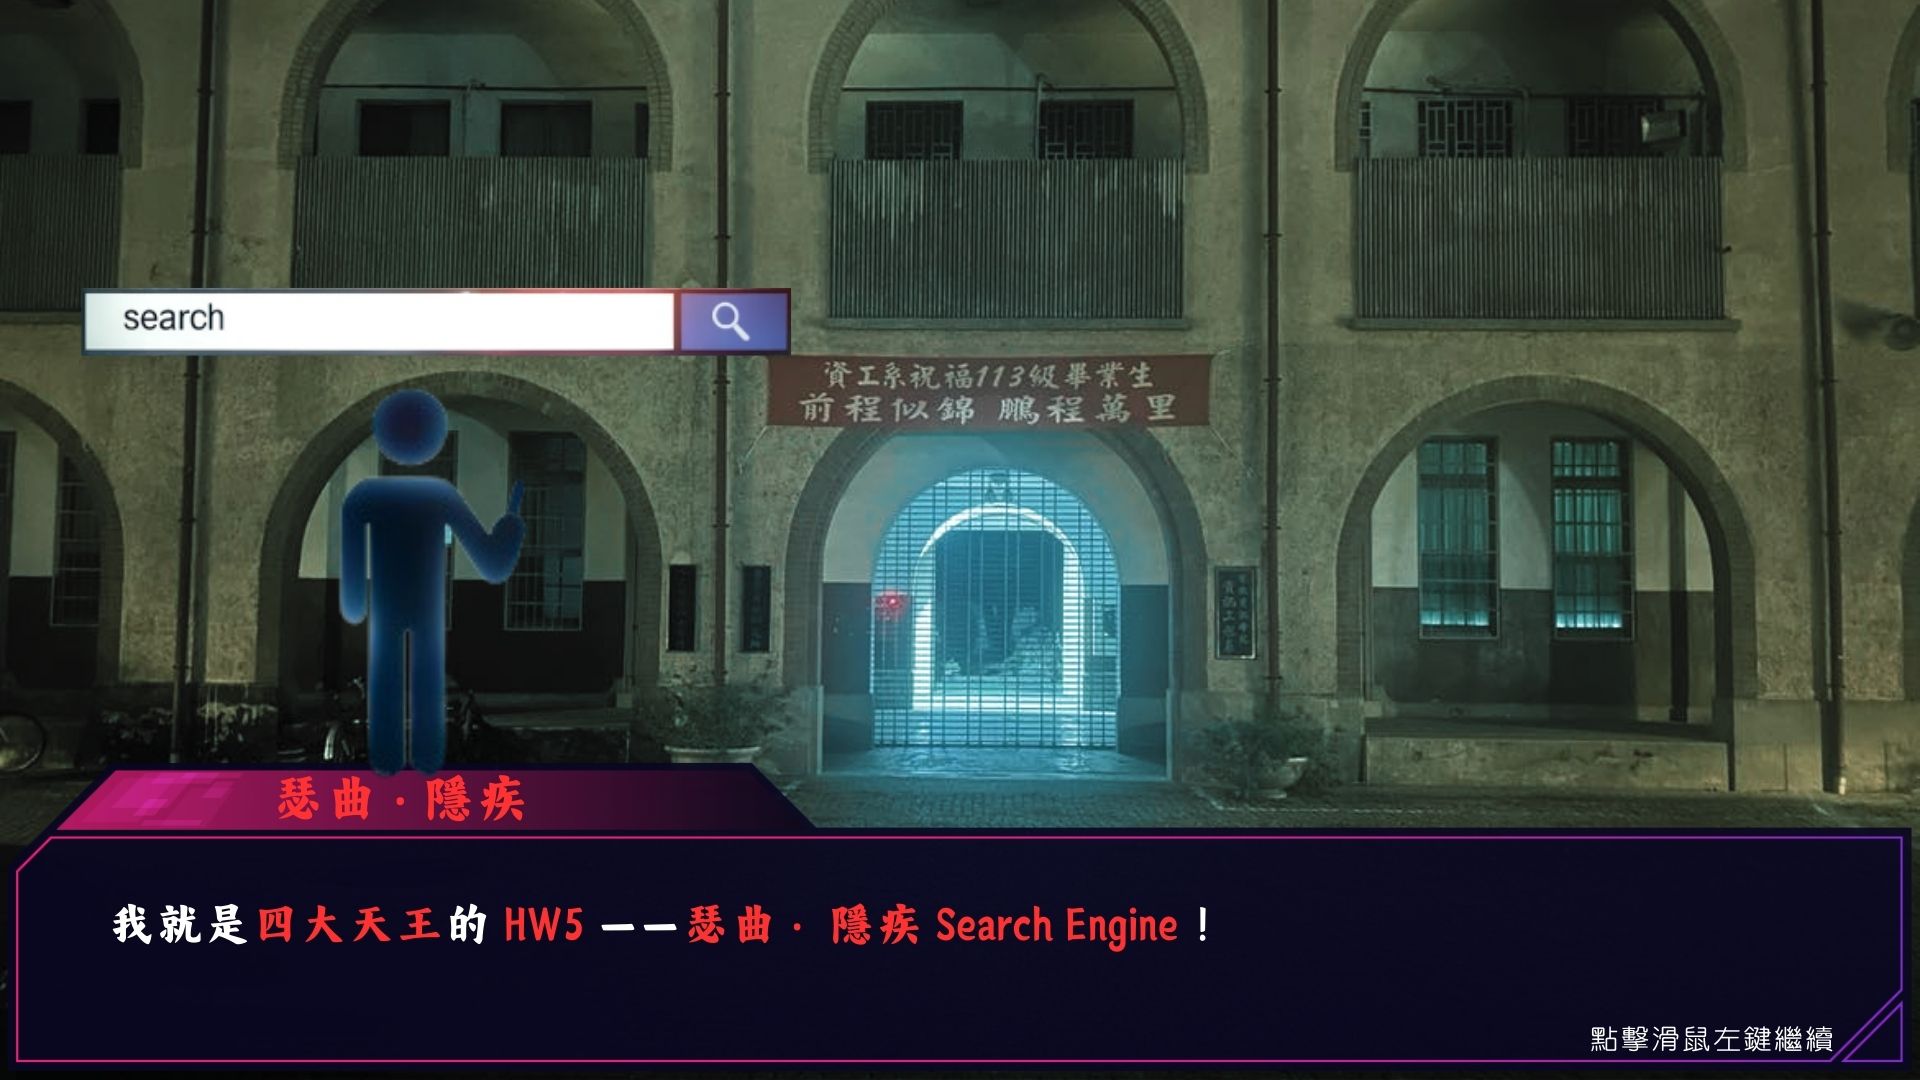 search
資工系祝福113級畢業生
前程似錦 鵬程萬里
瑟曲·隱疾
我就是四大天王的 HW5 ——瑟曲· 隱疾 Search Engine！
點擊滑鼠左鍵繼續